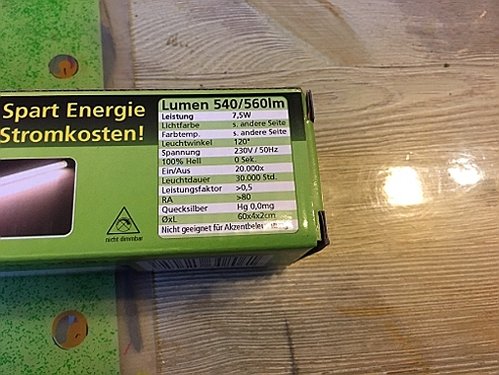 Spart Energie
Stromkosten!
Lumen 540/560lm
Leistung 7,5W
Lichtfarbe s. andere Seite
Farbtemp. s. andere Seite
Leuchtwinkel 120°
Spannung 230V / 50Hz
100% Hell 0 Sek.
Ein/Aus 20.000x
Leuchtdauer 30.000 Std.
Leistungsfaktor >0,5
RA >80
Quecksilber Hg 0,0mg
ØxL 60x4x2cm
Nicht geeignet für
nicht dimmbar